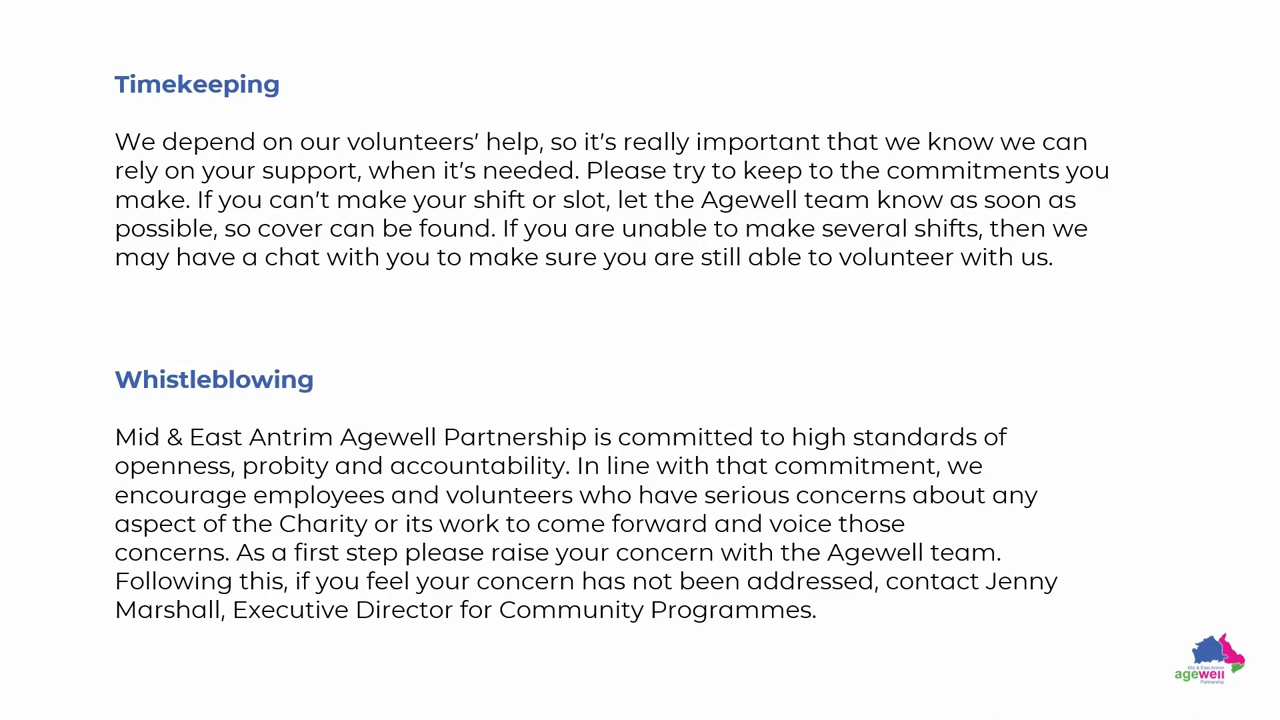 Timekeeping
We depend on our volunteers’ help, so it’s really important that we know we can
rely on your support, when it’s needed. Please try to keep to the commitments you
make. If you can’t make your shift or slot, let the Agewell team know as soon as
possible, so cover can be found. If you are unable to make several shifts, then we
may have a chat with you to make sure you are still able to volunteer with us.
Whistleblowing
Mid & East Antrim Agewell Partnership is committed to high standards of
openness, probity and accountability. In line with that commitment, we
encourage employees and volunteers who have serious concerns about any
aspect of the Charity or its work to come forward and voice those
concerns. As a first step please raise your concern with the Agewell team.
Following this, if you feel your concern has not been addressed, contact Jenny
Marshall, Executive Director for Community Programmes.
Mid & East Antrim
agewell
Partnership